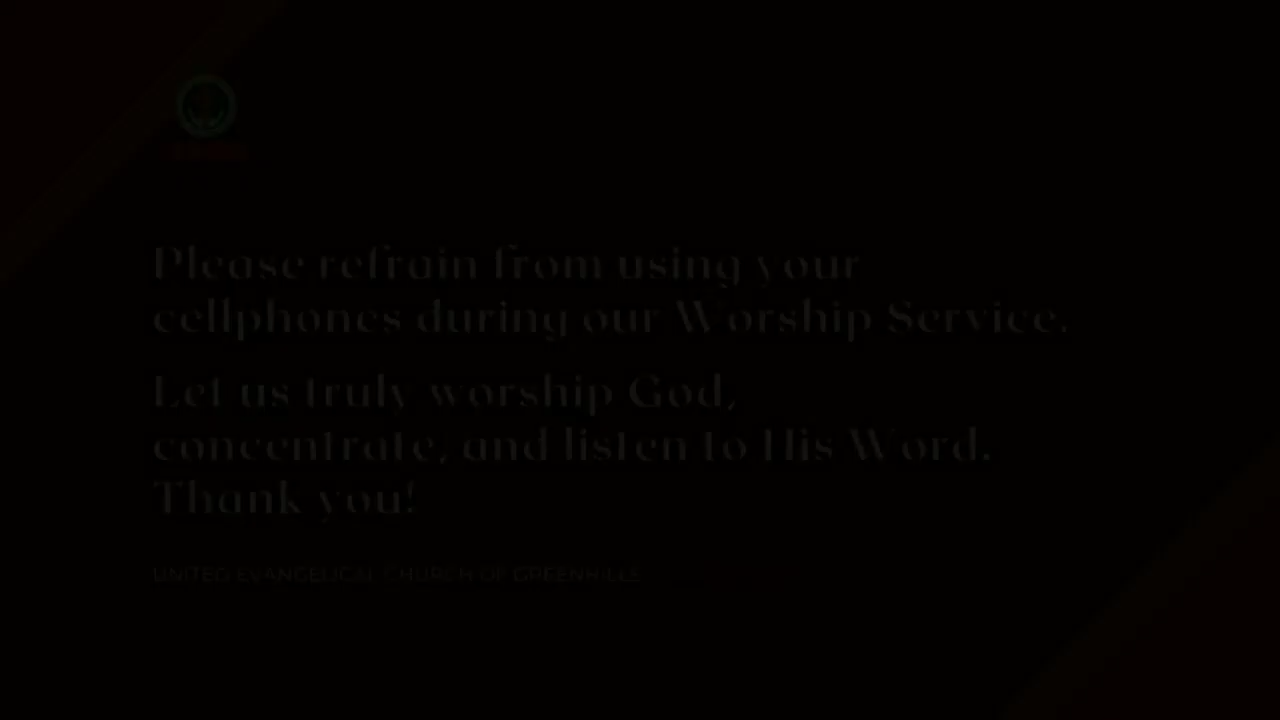 Please refrain from using your
cellphones during our Worship Service.
Let us truly worship God,
concentrate, and listen to His Word.
Thank you!
UNITED EVANGELICAL CHURCH OF GREENHILLS